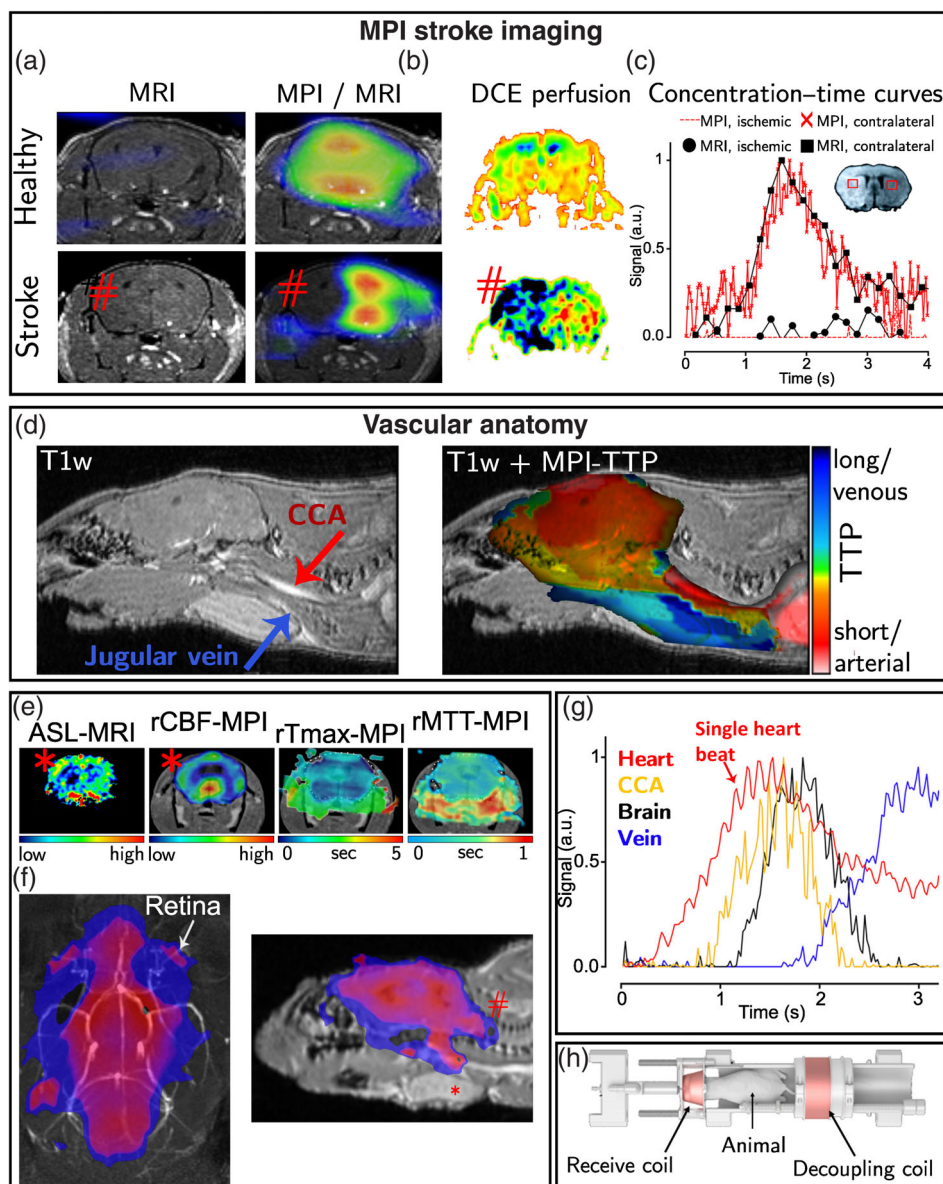 MPI stroke imaging
(a)
MRI
MPI / MRI
Healthy
Stroke
#
#
(b)
DCE perfusion
#
(c)
Concentration–time curves
MPI, ischemic
MPI, contralateral
MRI, ischemic
MRI, contralateral
Signal (a.u.)
1
0.5
0.0
0
1
2
3
4
Time (s)
(d)
Vascular anatomy
T1w
CCA
Jugular vein
T1w + MPI-TTP
long/
venous
TTP
short/
arterial
(e)
ASL-MRI
rCBF-MPI
rTmax-MPI
rMTT-MPI
*
*
low
high
low
high
0
sec
5
0
sec
1
(f)
Retina
#
*
(g)
Single heart
beat
Heart
CCA
Brain
Vein
Signal (a.u.)
1
0.5
0.0
0
1
2
3
Time (s)
(h)
Receive coil
Animal
Decoupling coil